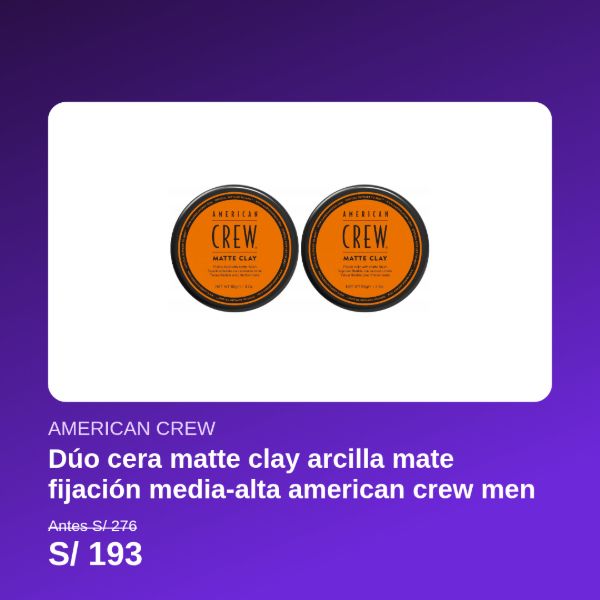 AMERICAN
CREW
MATTE CLAY
AMERICAN
CREW
MATTE CLAY
AMERICAN CREW
Dúo cera matte clay arcilla mate
fijación media-alta american crew men
Antes S/ 276
S/ 193